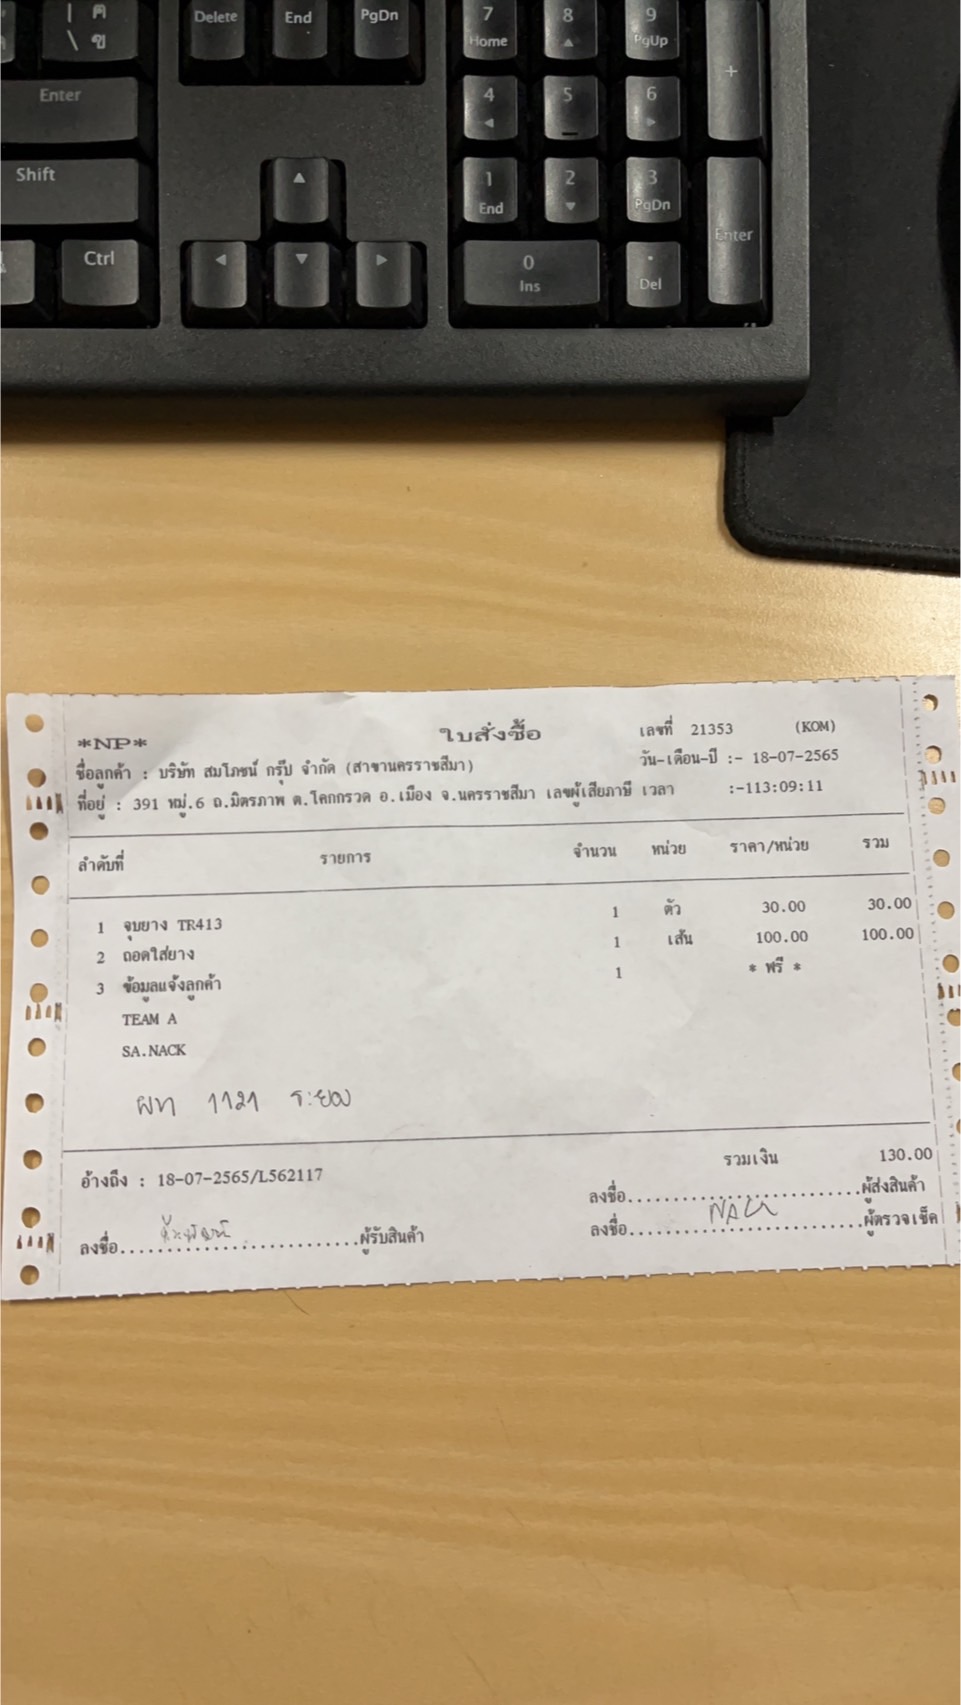 | ฅ
\ ฃ
Delete
End
PgDn
7
Home
8
9
PgUp
+
Enter
4
5
6
Shift
1
End
2
3
PgDn
Enter
Ctrl
0
Ins
.
Del
*NP*
ใบสั่งซื้อ
เลขที่ 21353 (KOM)
ชื่อลูกค้า : บริษัท สมโภชน์ กรุ๊ป จำกัด (สาขานครราชสีมา)
วัน-เดือน-ปี :- 18-07-2565
ที่อยู่ : 391 หมู่.6 ถ.มิตรภาพ ต.โคกกรวด อ.เมือง จ.นครราชสีมา เลขผู้เสียภาษี เวลา :-113:09:11
ลำดับที่ รายการ จำนวน หน่วย ราคา/หน่วย รวม
1 จุบยาง TR413 1 ตัว 30.00 30.00
2 ถอดใส่ยาง 1 เส้น 100.00 100.00
3 ข้อมูลแจ้งลูกค้า 1 * ฟรี *
TEAM A
SA.NACK
ผท 1121 ระยอง
รวมเงิน 130.00
อ้างถึง : 18-07-2565/L562117
ลงชื่อ..............................ผู้ส่งสินค้า
ลงชื่อ..............................ผู้รับสินค้า
ลงชื่อ.......... NACK ..........ผู้ตรวจเช็ค